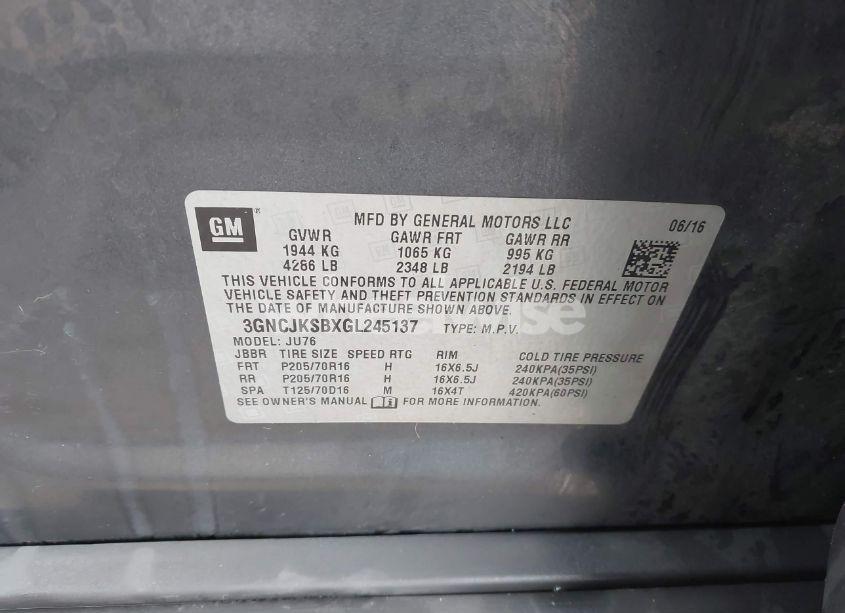 GM
MFD BY GENERAL MOTORS LLC 06/16
GVWR GAWR FRT GAWR RR
1944 KG 1065 KG 995 KG
4286 LB 2348 LB 2194 LB
THIS VEHICLE CONFORMS TO ALL APPLICABLE U.S. FEDERAL MOTOR
VEHICLE SAFETY AND THEFT PREVENTION STANDARDS IN EFFECT ON
THE DATE OF MANUFACTURE SHOWN ABOVE.
3GNCJKSBXGL245137 TYPE: M.P.V.
MODEL: JU76
JBBR TIRE SIZE SPEED RTG RIM COLD TIRE PRESSURE
FRT P205/70R16 H 16X6.5J 240KPA(35PSI)
RR P205/70R16 H 16X6.5J 240KPA(35PSI)
SPA T125/70D16 M 16X4T 420KPA(60PSI)
SEE OWNER'S MANUAL FOR MORE INFORMATION.